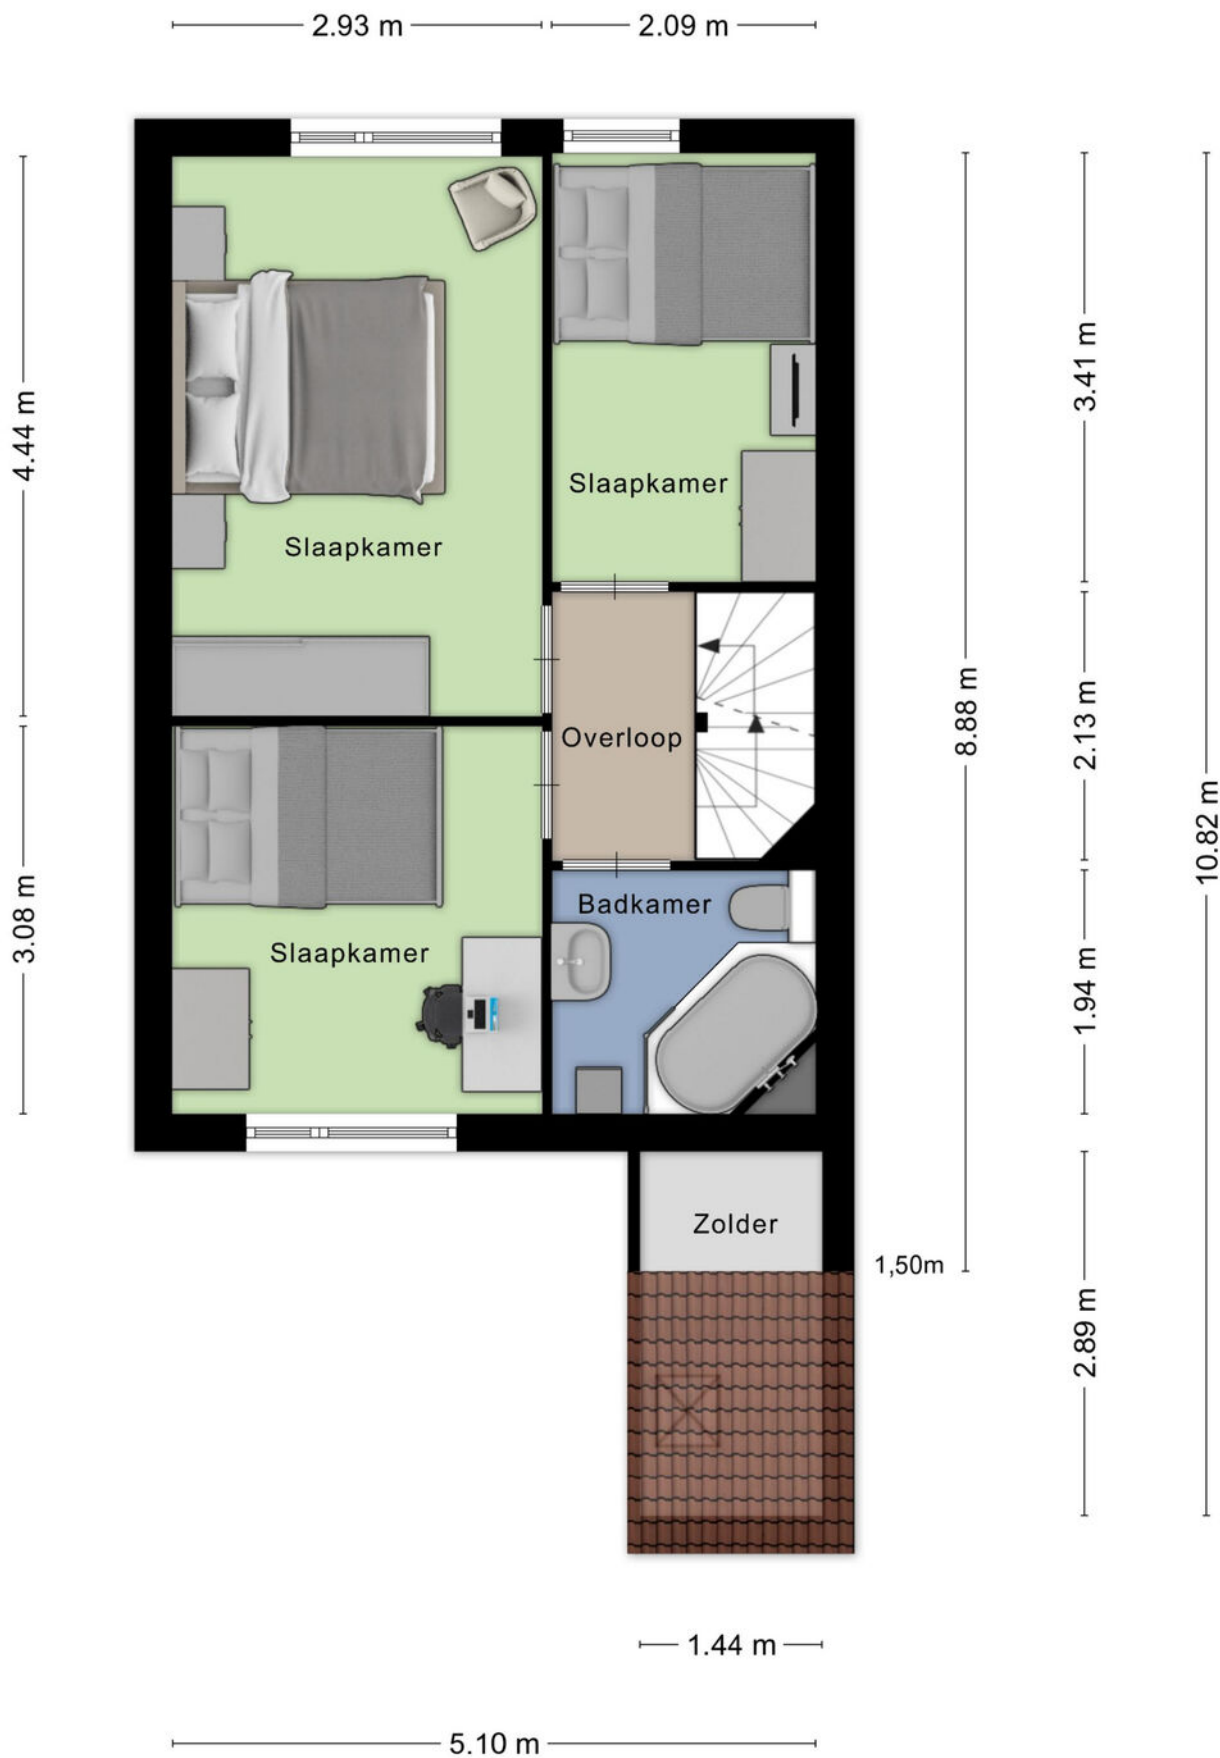 2.93 m
2.09 m
4.44 m
3.41 m
Slaapkamer
Slaapkamer
8.88 m
2.13 m
Overloop
10.82 m
3.08 m
Badkamer
Slaapkamer
1.94 m
Zolder
1,50m
2.89 m
1.44 m
5.10 m